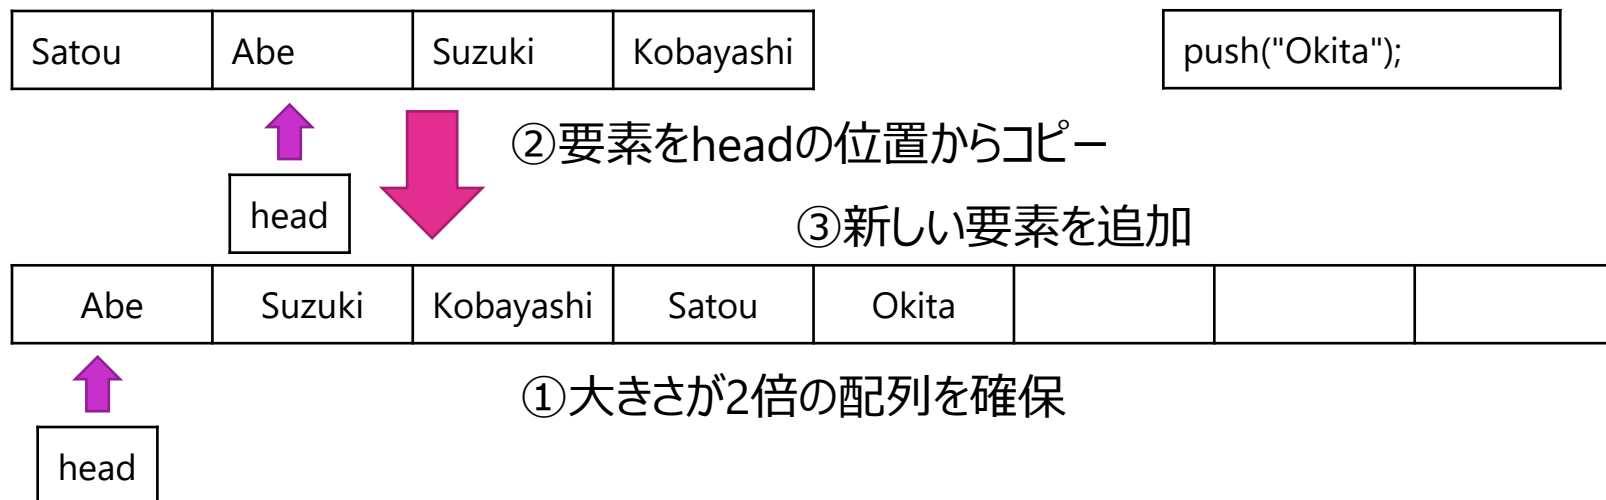 Satou Abe Suzuki Kobayashi
push("Okita");
②要素をheadの位置からコピー
head
③新しい要素を追加
Abe Suzuki Kobayashi Satou Okita
①大きさが2倍の配列を確保
head